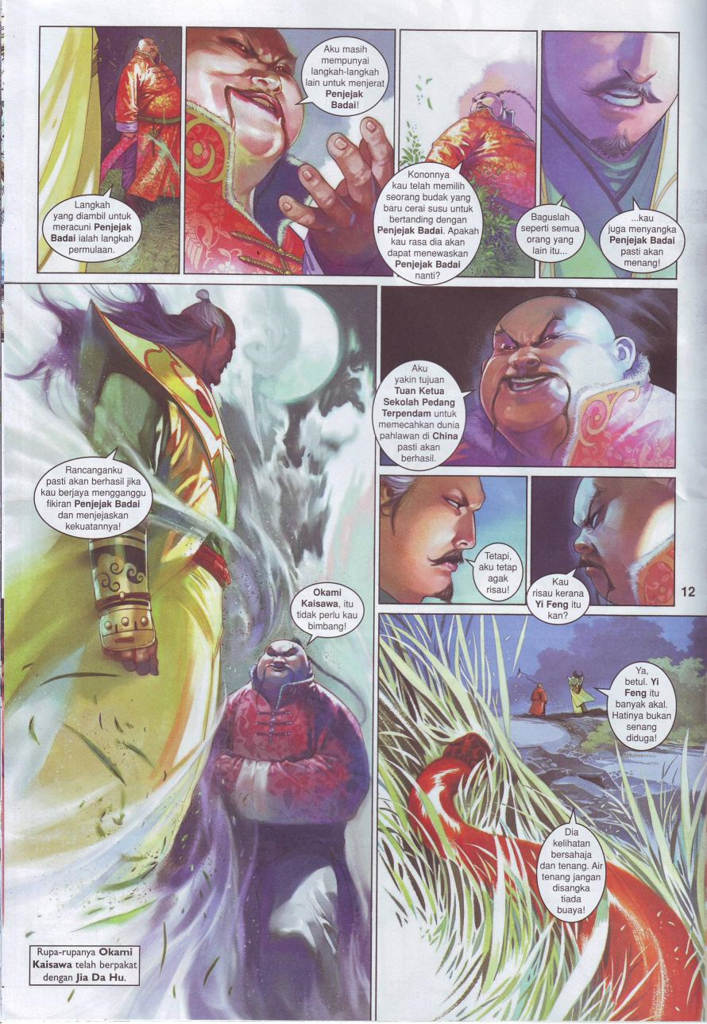 Langkah
yang diambil untuk
meracuni Penjejak
Badai ialah langkah
permulaan.
Aku masih
mempunyai
langkah-langkah
lain untuk menjerat
Penjejak
Badai!
Kononnya
kau telah memilih
seorang budak yang
baru cerai susu untuk
bertanding dengan
Penjejak Badai. Apakah
kau rasa dia akan
dapat menewaskan
Penjejak Badai
nanti?
Baguslah
seperti semua
orang yang
lain itu...
...kau
juga menyangka
Penjejak Badai
pasti akan
menang!
Rancanganku
pasti akan berhasil jika
kau berjaya mengganggu
fikiran Penjejak Badai
dan menjejaskan
kekuatannya!
Okami
Kaisawa, itu
tidak perlu kau
bimbang!
Rupa-rupanya Okami
Kaisawa telah berpakat
dengan Jia Da Hu.
Aku
yakin tujuan
Tuan Ketua
Sekolah Pedang
Terpendam untuk
memecahkan dunia
pahlawan di China
pasti akan
berhasil.
Tetapi,
aku tetap
agak
risau!
Kau
risau kerana
Yi Feng itu
kan?
12
Ya,
betul. Yi
Feng itu
banyak akal.
Hatinya bukan
senang
diduga!
Dia
kelihatan
bersahaja
dan tenang. Air
tenang jangan
disangka
tiada
buaya!